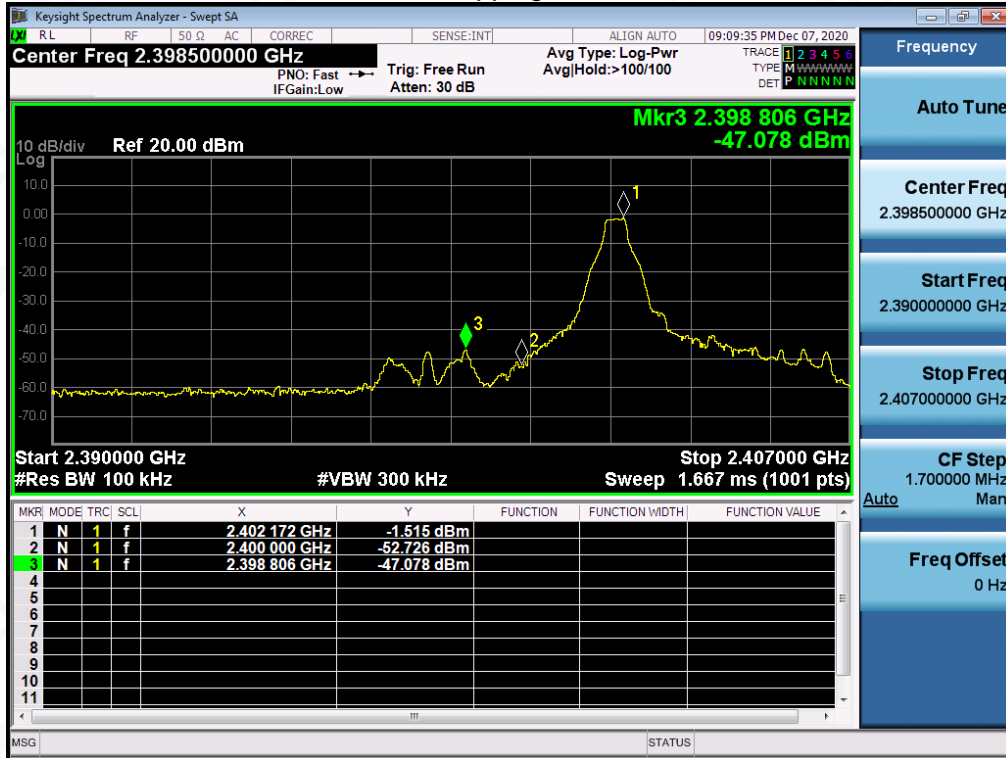 Keysight Spectrum Analyzer - Swept SA
LXI RL RF 50 Ω AC CORREC SENSE:INT ALIGN AUTO 09:09:35 PM Dec 07, 2020
Center Freq 2.398500000 GHz
PNO: Fast
IFGain:Low
Trig: Free Run
Atten: 30 dB
Avg Type: Log-Pwr
Avg|Hold:>100/100
TRACE 1 2 3 4 5 6
TYPE M WWWWW
DET P N N N N N
Mkr3 2.398 806 GHz
-47.078 dBm
10 dB/div Ref 20.00 dBm
Log
10.0
0.00
-10.0
-20.0
-30.0
-40.0
-50.0
-60.0
-70.0
1
2
3
Start 2.390000 GHz Stop 2.407000 GHz
#Res BW 100 kHz #VBW 300 kHz Sweep 1.667 ms (1001 pts)
MKR MODE TRC SCL X Y FUNCTION FUNCTION WIDTH FUNCTION VALUE
1 N 1 f 2.402 172 GHz -1.515 dBm
2 N 1 f 2.400 000 GHz -52.726 dBm
3 N 1 f 2.398 806 GHz -47.078 dBm
4
5
6
7
8
9
10
11
MSG STATUS
Frequency
Auto Tune
Center Freq
2.398500000 GHz
Start Freq
2.390000000 GHz
Stop Freq
2.407000000 GHz
CF Step
1.700000 MHz
Auto Man
Freq Offset
0 Hz